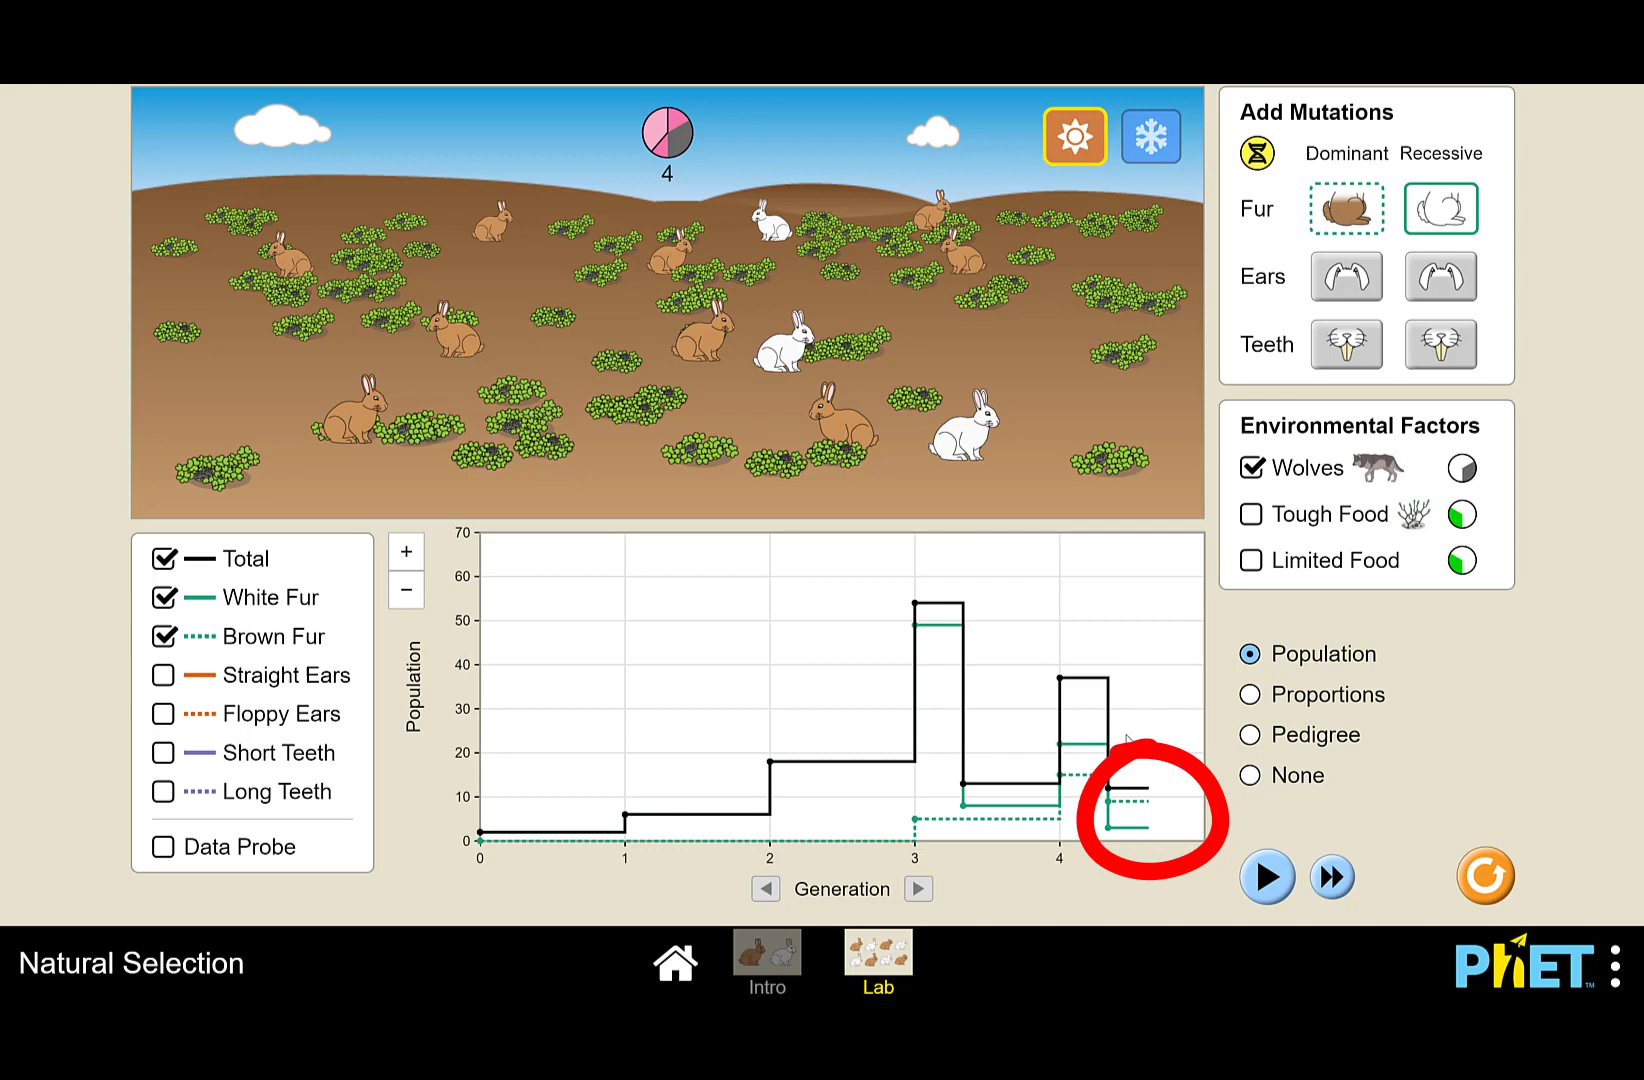 4
Add Mutations
Dominant Recessive
Fur
Ears
Teeth
Environmental Factors
Wolves
Tough Food
Limited Food
Total
White Fur
Brown Fur
Straight Ears
Floppy Ears
Short Teeth
Long Teeth
Data Probe
+
−
Population
70
60
50
40
30
20
10
0
0 1 2 3 4
Generation
Population
Proportions
Pedigree
None
Natural Selection
Intro
Lab
PhET™